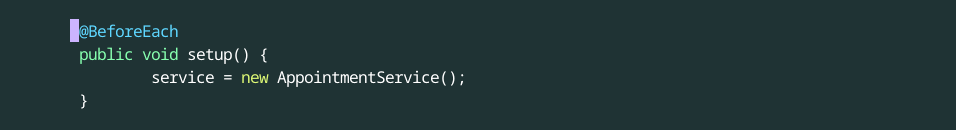 @BeforeEach
public void setup() {
service = new AppointmentService();
}